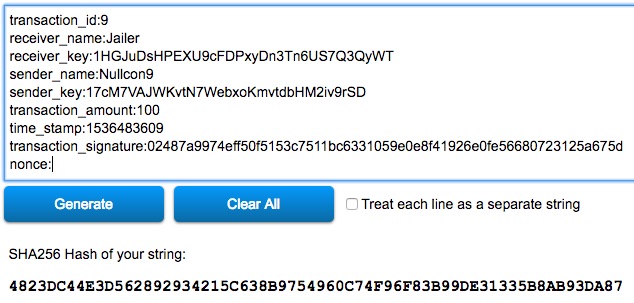 transaction_id:9
receiver_name:Jailer
receiver_key:1HGJuDsHPEXU9cFDPxyDn3Tn6US7Q3QyWT
sender_name:Nullcon9
sender_key:17cM7VAJWKvtN7WebxoKmvtdbHM2iv9rSD
transaction_amount:100
time_stamp:1536483609
transaction_signature:02487a9974eff50f5153c7511bc6331059e0e8f41926e0fe56680723125a675d
nonce:
Generate Clear All Treat each line as a separate string
SHA256 Hash of your string:
4823DC44E3D562892934215C638B9754960C74F96F83B99DE31335B8AB93DA87